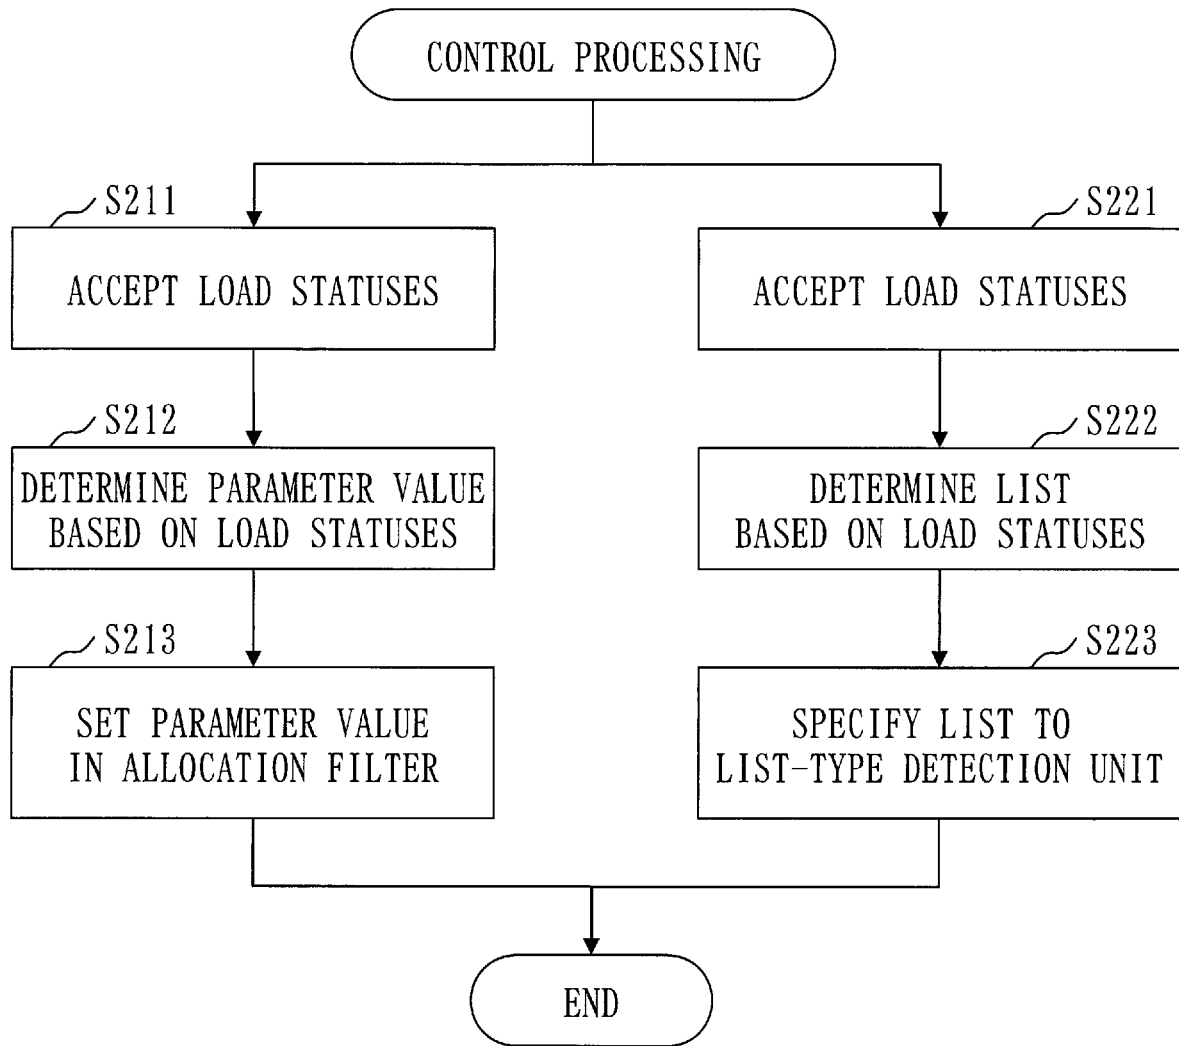 CONTROL PROCESSING
S211
ACCEPT LOAD STATUSES
S212
DETERMINE PARAMETER VALUE
BASED ON LOAD STATUSES
S213
SET PARAMETER VALUE
IN ALLOCATION FILTER
S221
ACCEPT LOAD STATUSES
S222
DETERMINE LIST
BASED ON LOAD STATUSES
S223
SPECIFY LIST TO
LIST-TYPE DETECTION UNIT
END